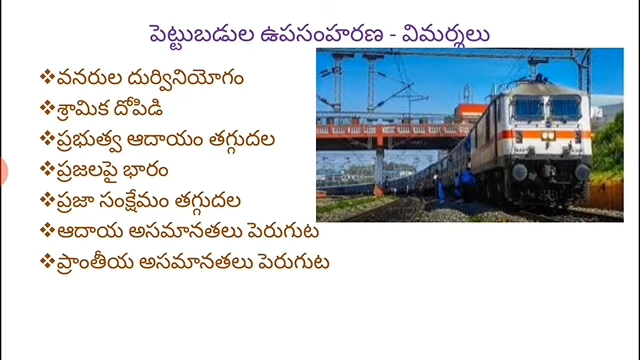 పెట్టుబడుల ఉపసంహరణ - విమర్శలు
❖వనరుల దుర్వినియోగం
❖శ్రామిక దోపిడి
❖ప్రభుత్వ ఆదాయం తగ్గుదల
❖ప్రజలపై భారం
❖ప్రజా సంక్షేమం తగ్గుదల
❖ఆదాయ అసమానతలు పెరుగుట
❖ప్రాంతీయ అసమానతలు పెరుగుట